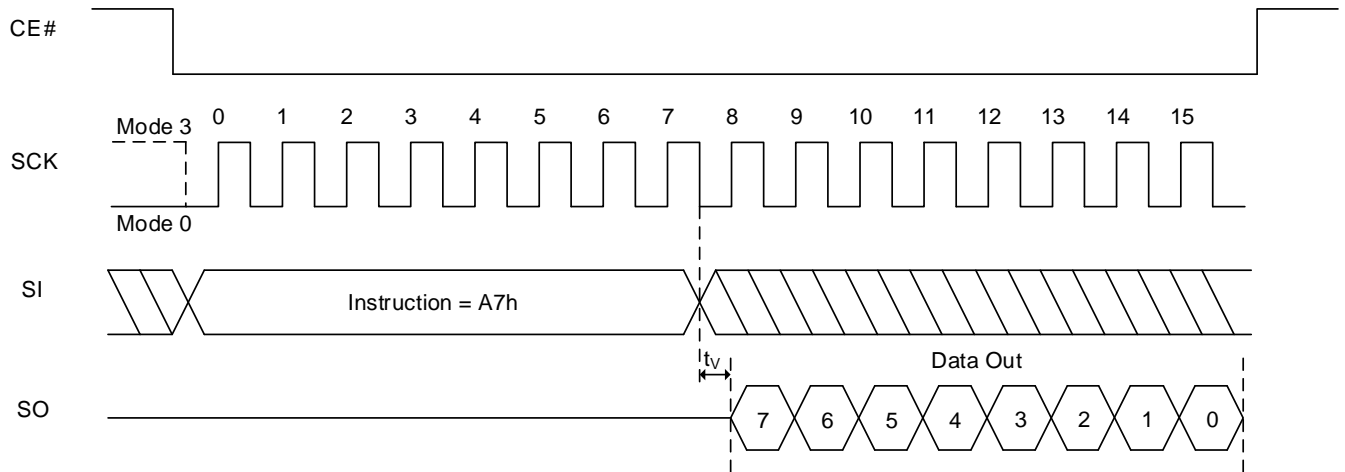 CE#
Mode 3 0 1 2 3 4 5 6 7 8 9 10 11 12 13 14 15
SCK
Mode 0
SI
Instruction = A7h
tV
Data Out
SO
7 6 5 4 3 2 1 0